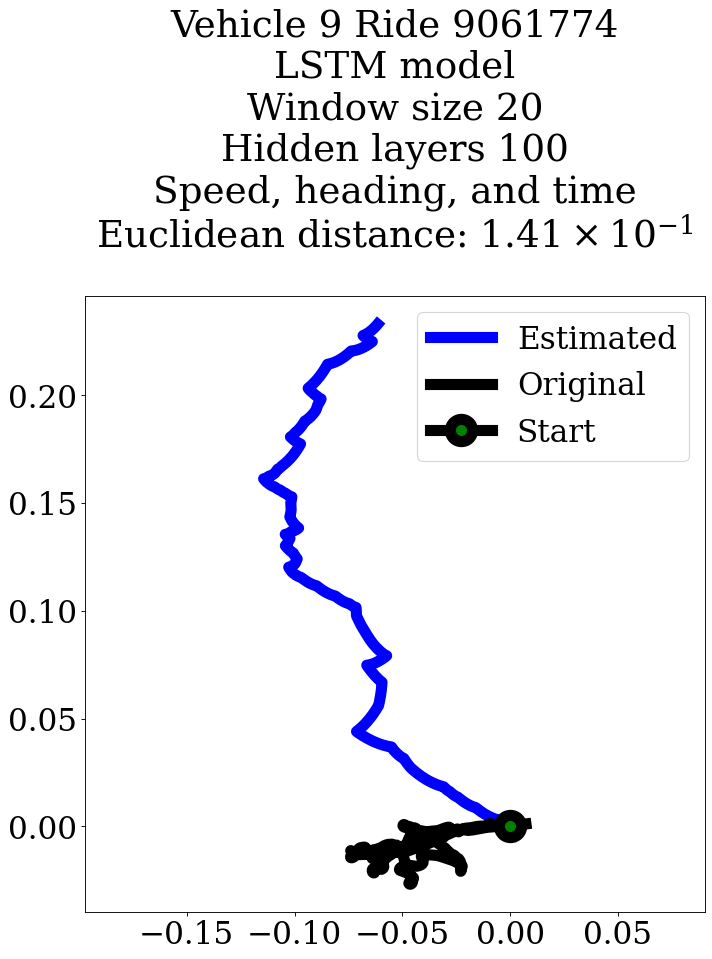 Vehicle 9 Ride 9061774
LSTM model
Window size 20
Hidden layers 100
Speed, heading, and time
Euclidean distance: 1.41 × 10⁻¹
Estimated
Original
Start
0.20
0.15
0.10
0.05
0.00
−0.15 −0.10 −0.05 0.00 0.05